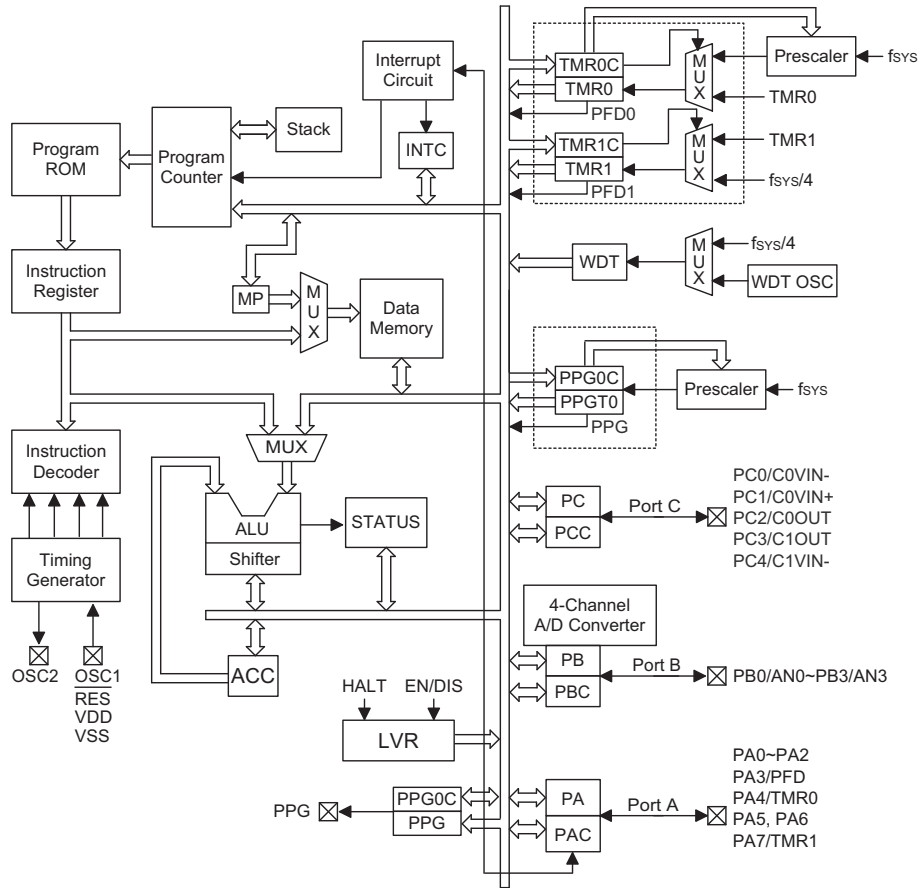 Program
ROM
Instruction
Register
Instruction
Decoder
Timing
Generator
OSC2
OSC1
RES
VDD
VSS
Program
Counter
Stack
Interrupt
Circuit
INTC
MP
MUX
Data
Memory
MUX
ALU
Shifter
STATUS
ACC
HALT
EN/DIS
LVR
PPG
PPG0C
PPG
TMR0C
TMR0
PFD0
MUX
Prescaler
fSYS
TMR0
TMR1C
TMR1
PFD1
MUX
TMR1
fSYS/4
WDT
MUX
fSYS/4
WDT OSC
PPG0C
PPGT0
PPG
Prescaler
fSYS
PC
PCC
Port C
PC0/C0VIN-
PC1/C0VIN+
PC2/C0OUT
PC3/C1OUT
PC4/C1VIN-
4-Channel
A/D Converter
PB
PBC
Port B
PB0/AN0~PB3/AN3
PA
PAC
Port A
PA0~PA2
PA3/PFD
PA4/TMR0
PA5, PA6
PA7/TMR1